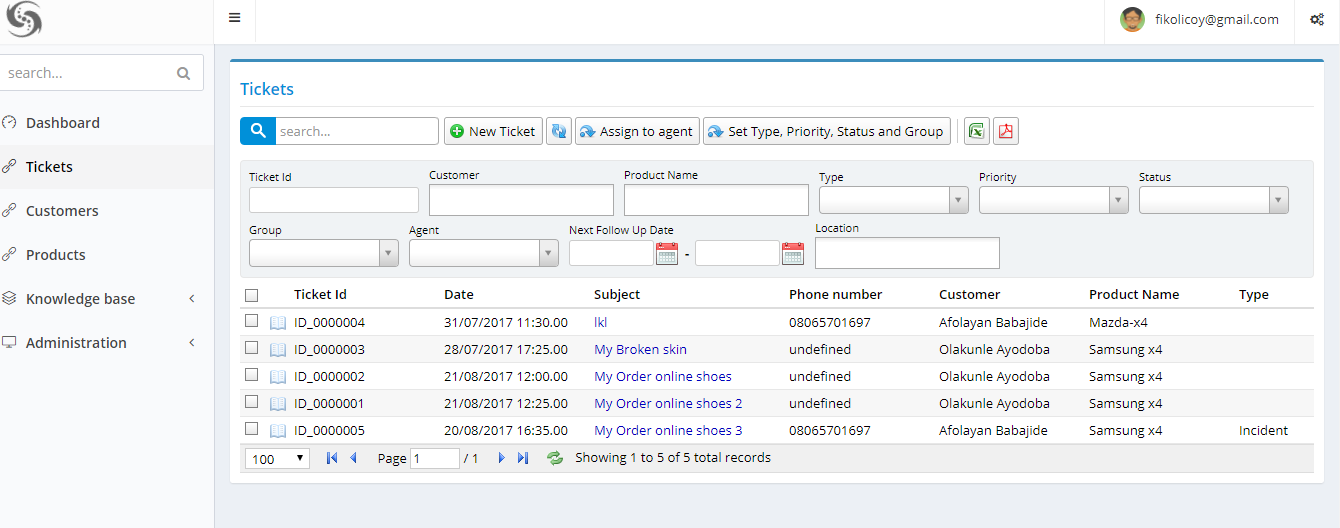 fikolicoy@gmail.com
search...
Dashboard
Tickets
Customers
Products
Knowledge base
Administration
Tickets
search... New Ticket Assign to agent Set Type, Priority, Status and Group
Ticket Id Customer Product Name Type Priority Status
Group Agent Next Follow Up Date Location
-
Ticket Id Date Subject Phone number Customer Product Name Type
ID_0000004 31/07/2017 11:30.00 lkl 08065701697 Afolayan Babajide Mazda-x4
ID_0000003 28/07/2017 17:25.00 My Broken skin undefined Olakunle Ayodoba Samsung x4
ID_0000002 21/08/2017 12:00.00 My Order online shoes undefined Olakunle Ayodoba Samsung x4
ID_0000001 21/08/2017 12:25.00 My Order online shoes 2 undefined Olakunle Ayodoba Samsung x4
ID_0000005 20/08/2017 16:35.00 My Order online shoes 3 08065701697 Afolayan Babajide Samsung x4 Incident
100 Page 1 / 1 Showing 1 to 5 of 5 total records